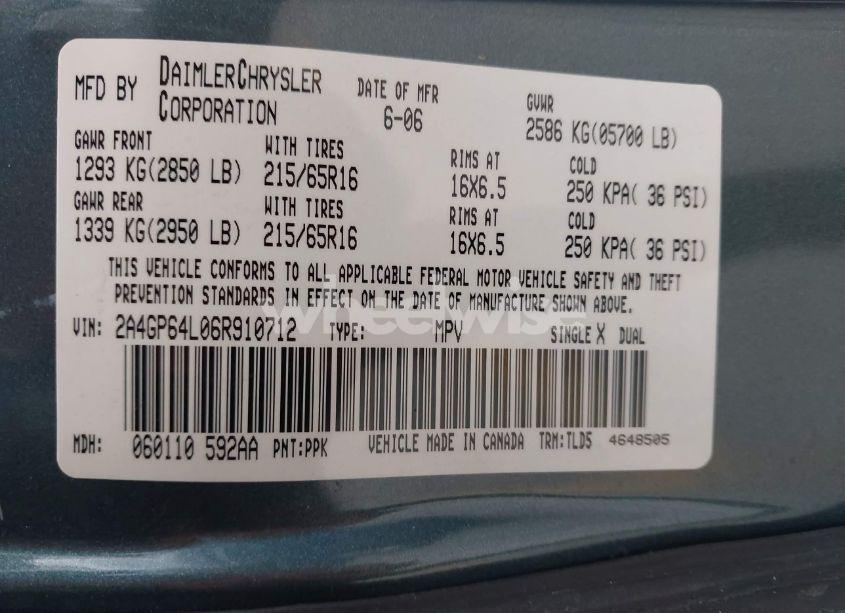 MFD BY DAIMLERCHRYSLER CORPORATION
DATE OF MFR 6-06
GVWR 2586 KG(05700 LB)
GAWR FRONT WITH TIRES RIMS AT COLD
1293 KG(2850 LB) 215/65R16 16X6.5 250 KPA( 36 PSI)
GAWR REAR WITH TIRES RIMS AT COLD
1339 KG(2950 LB) 215/65R16 16X6.5 250 KPA( 36 PSI)
THIS VEHICLE CONFORMS TO ALL APPLICABLE FEDERAL MOTOR VEHICLE SAFETY AND THEFT
PREVENTION STANDARDS IN EFFECT ON THE DATE OF MANUFACTURE SHOWN ABOVE.
wheelwise
VIN: 2A4GP64L06R910712 TYPE: MPV SINGLE X DUAL
MDH: 060110 592AA PNT:PPK VEHICLE MADE IN CANADA TRM:TLD5 4648505